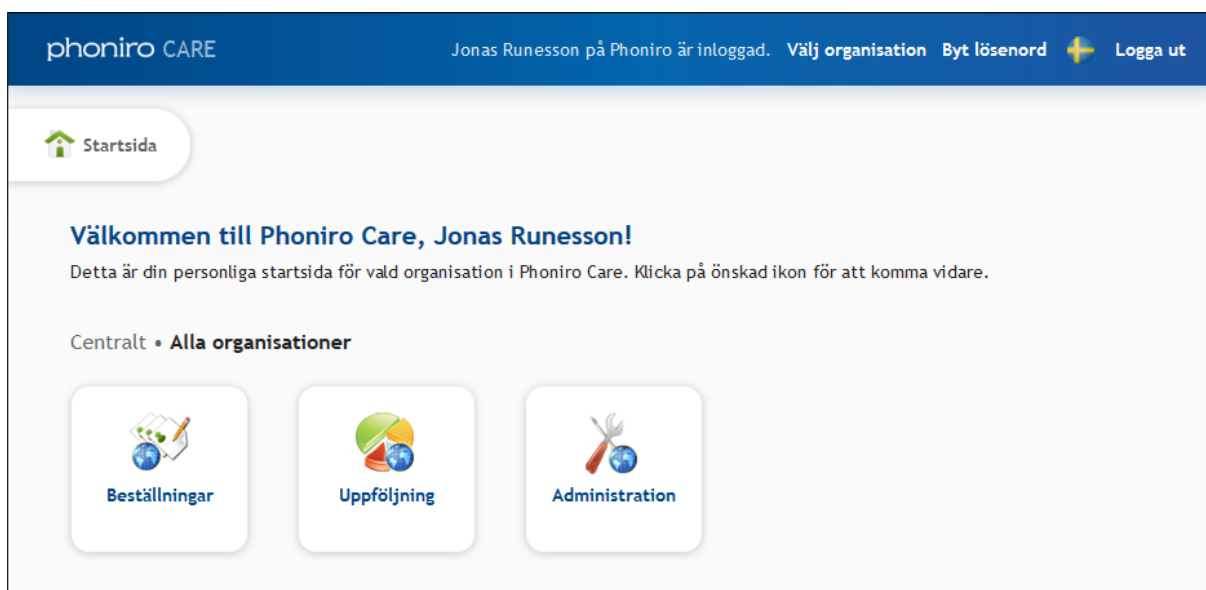 phoniro CARE Jonas Runesson på Phoniro är inloggad. Välj organisation Byt lösenord Logga ut
Startsida
Välkommen till Phoniro Care, Jonas Runesson!
Detta är din personliga startsida för vald organisation i Phoniro Care. Klicka på önskad ikon för att komma vidare.
Centralt • Alla organisationer
Beställningar Uppföljning Administration